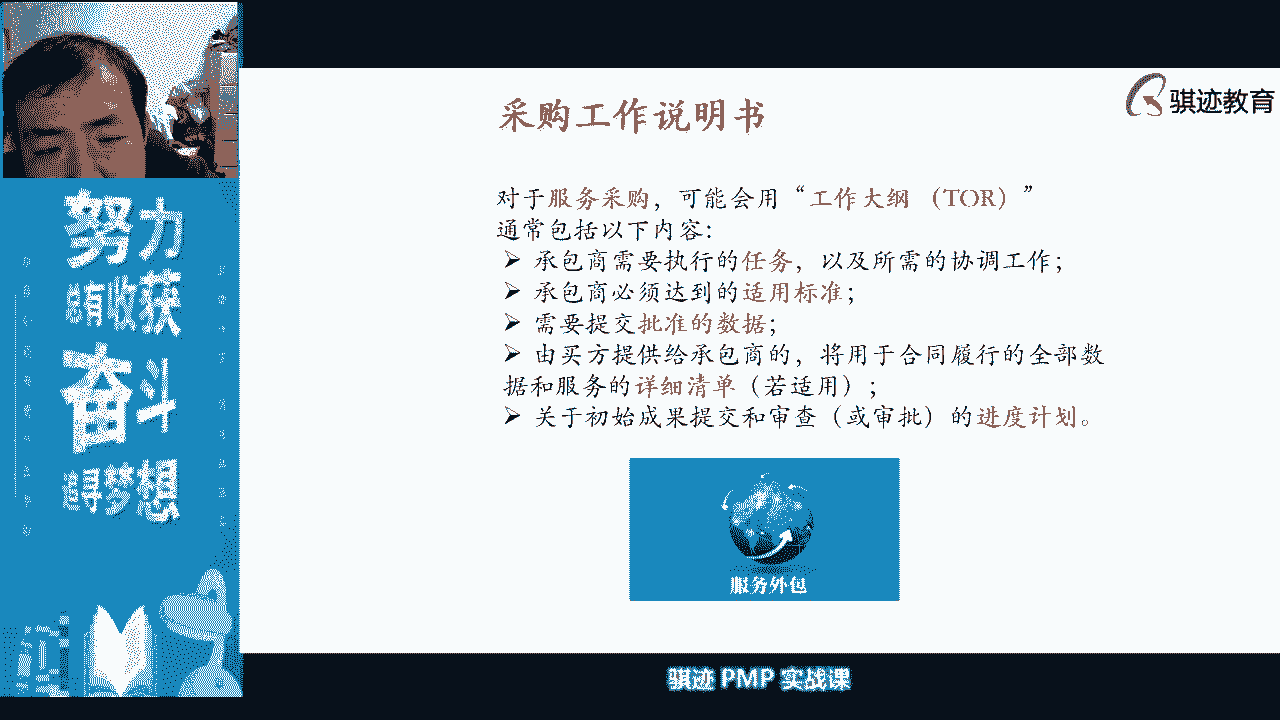 骐迹教育
采购工作说明书
对于服务采购，可能会用“工作大纲 （TOR）”
通常包括以下内容：
➢ 承包商需要执行的任务，以及所需的协调工作；
➢ 承包商必须达到的适用标准；
➢ 需要提交批准的数据；
➢ 由买方提供给承包商的，将用于合同履行的全部数
据和服务的详细清单（若适用）；
➢ 关于初始成果提交和审查（或审批）的进度计划。
服务外包
努力
总有收获
奋斗
追寻梦想
骐迹 PMP 实战课